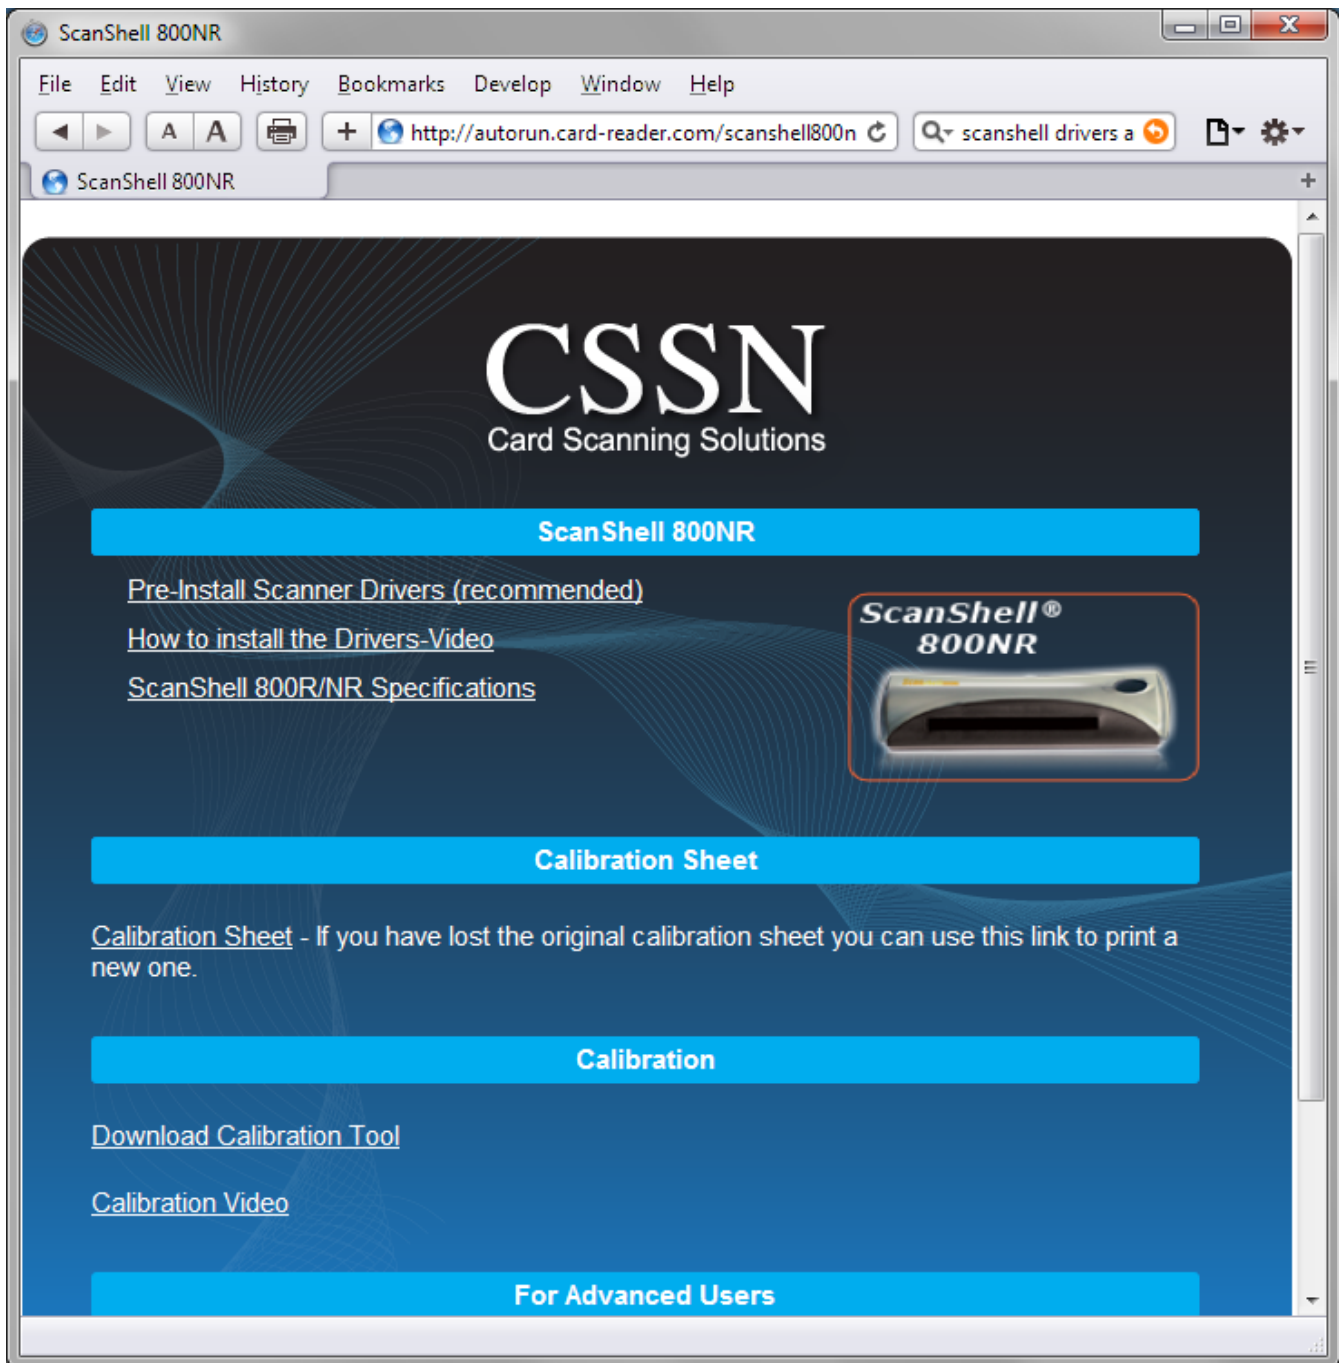 ScanShell 800NR
File Edit View History Bookmarks Develop Window Help
A A + http://autorun.card-reader.com/scanshell800n scanshell drivers a
ScanShell 800NR +
CSSN
Card Scanning Solutions
ScanShell 800NR
Pre-Install Scanner Drivers (recommended)
How to install the Drivers-Video
ScanShell 800R/NR Specifications
ScanShell®
800NR
Calibration Sheet
Calibration Sheet - If you have lost the original calibration sheet you can use this link to print a
new one.
Calibration
Download Calibration Tool
Calibration Video
For Advanced Users